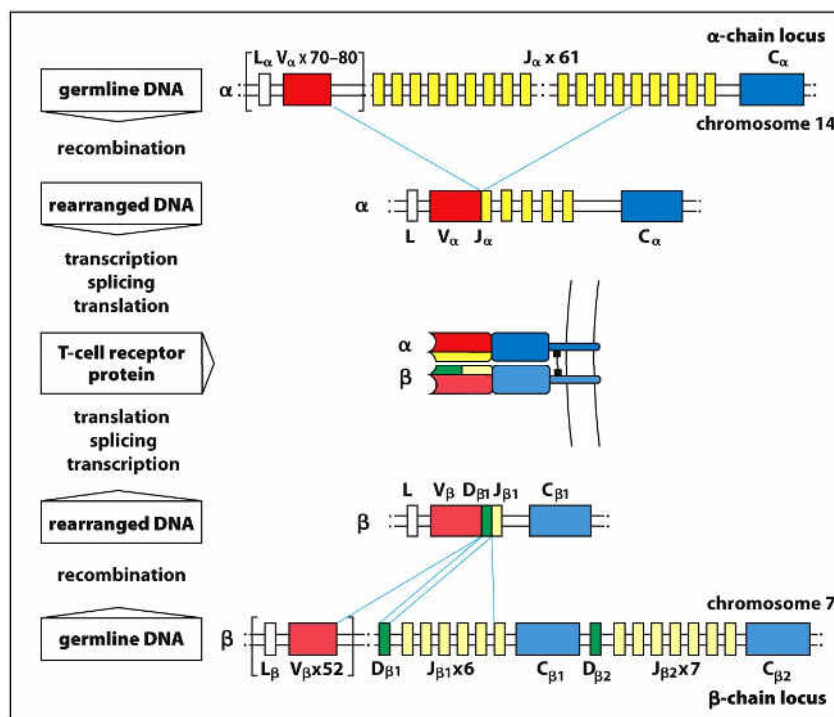 α-chain locus
Lα Vα x 70–80 Jα x 61 Cα
germline DNA α
chromosome 14
recombination
rearranged DNA α
L Vα Jα Cα
transcription
splicing
translation
T-cell receptor
protein
α
β
translation
splicing
transcription
L Vβ Dβ1 Jβ1 Cβ1
rearranged DNA β
recombination
chromosome 7
germline DNA β
Lβ Vβx52 Dβ1 Jβ1x6 Cβ1 Dβ2 Jβ2x7 Cβ2
β-chain locus